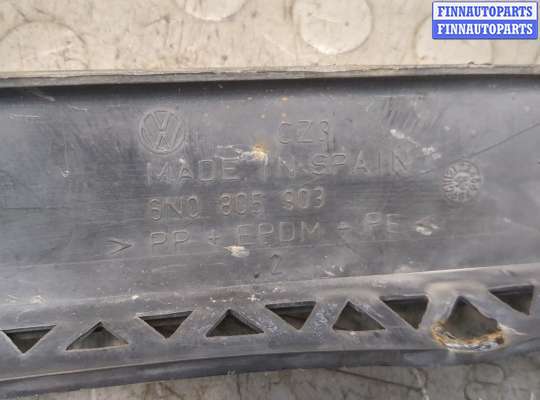 FINNAUTOPARTS
FINNAUTOPARTS
CZ3
MADE IN SPAIN
6N0 805 903
> PP + EPDM - PE <
2